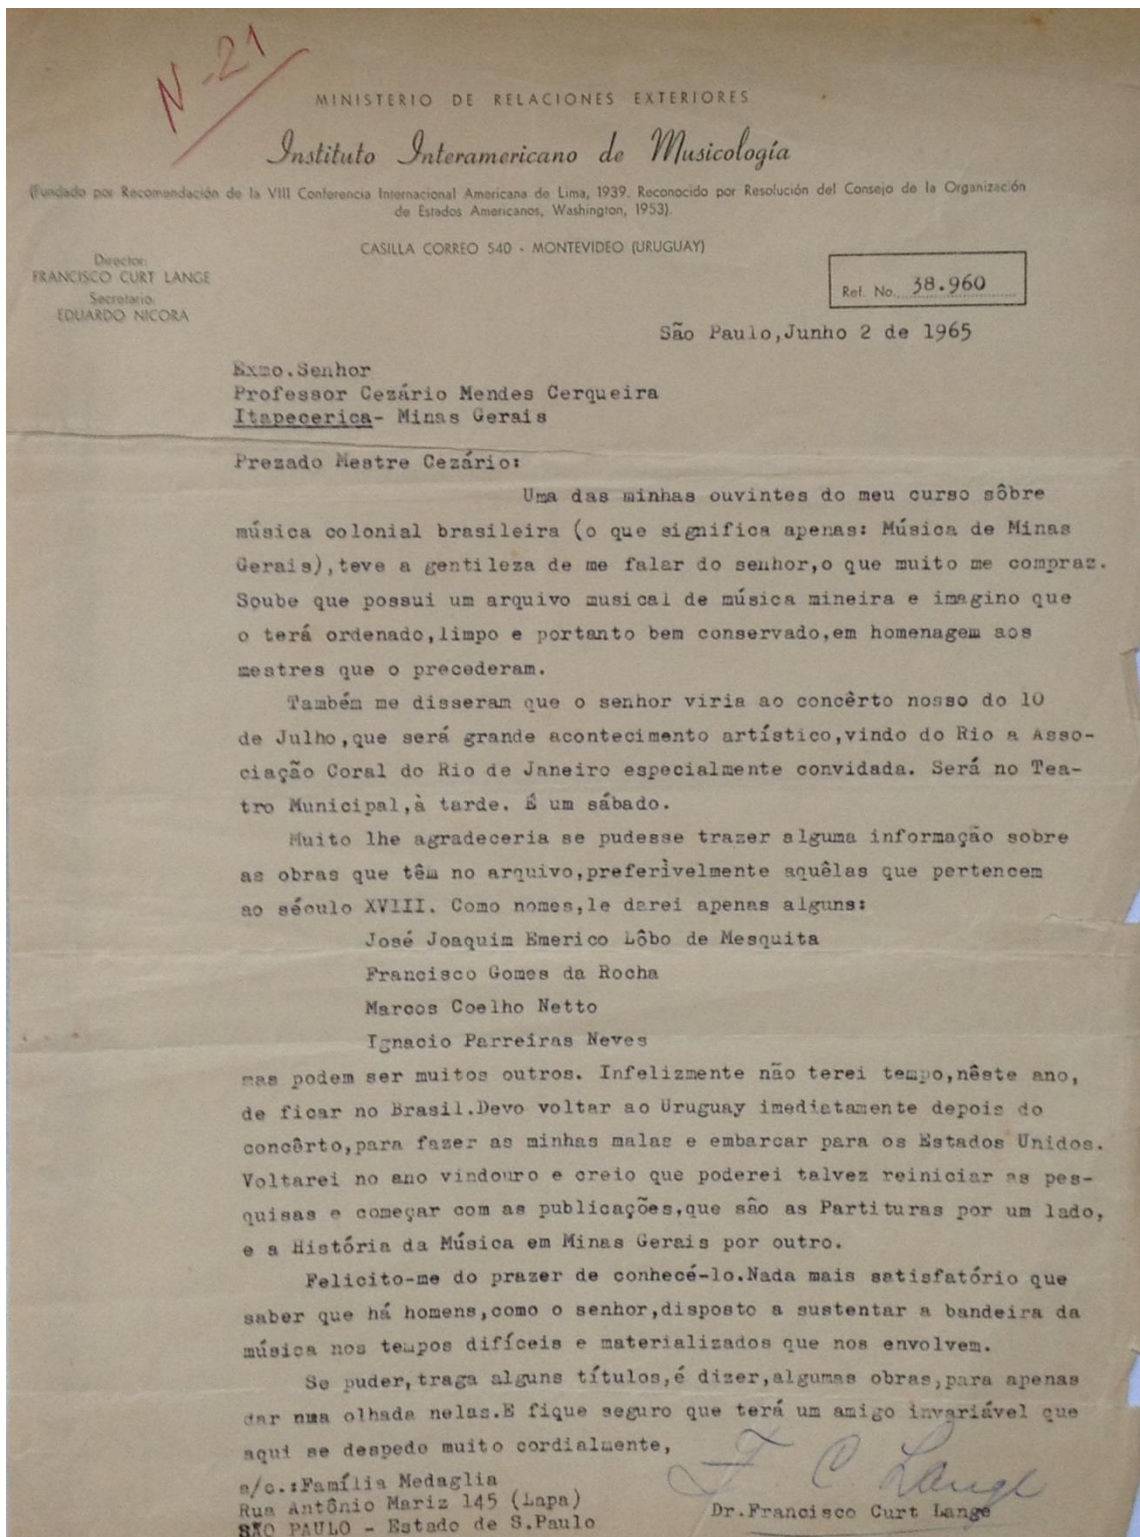 N-21
MINISTERIO DE RELACIONES EXTERIORES
Instituto Interamericano de Musicología
(Fundado por Recomendación de la VIII Conferencia Internacional Americana de Lima, 1939. Reconocido por Resolución del Consejo de la Organización
de Estados Americanos, Washington, 1953).
CASILLA CORREO 540 - MONTEVIDEO (URUGUAY)
Director:
FRANCISCO CURT LANGE
Secretario:
EDUARDO NICORA
Ref. No. 38.960
São Paulo,Junho 2 de 1965
Exmo.Senhor
Professor Cezário Mendes Cerqueira
Itapecerica- Minas Gerais
Prezado Mestre Cezário:
Uma das minhas ouvintes do meu curso sôbre
música colonial brasileira (o que significa apenas: Música de Minas
Gerais),teve a gentileza de me falar do senhor,o que muito me compraz.
Soube que possui um arquivo musical de música mineira e imagino que
o terá ordenado,limpo e portanto bem conservado,em homenagem aos
mestres que o precederam.
Também me disseram que o senhor viria ao concêrto nosso do 10
de Julho,que será grande acontecimento artístico,vindo do Rio a Asso-
ciação Coral do Rio de Janeiro especialmente convidada. Será no Tea-
tro Municipal,à tarde. É um sábado.
Muito lhe agradeceria se pudesse trazer alguma informação sobre
as obras que têm no arquivo,preferìvelmente aquêlas que pertencem
ao século XVIII. Como nomes,le darei apenas alguns:
José Joaquim Emerico Lôbo de Mesquita
Francisco Gomes da Rocha
Marcos Coelho Netto
Ignacio Parreiras Neves
mas podem ser muitos outros. Infelizmente não terei tempo,nêste ano,
de ficar no Brasil.Devo voltar ao Uruguay imediatamente depois do
concêrto,para fazer as minhas malas e embarcar para os Estados Unidos.
Voltarei no ano vindouro e creio que poderei talvez reiniciar as pes-
quisas e começar com as publicações,que são as Partituras por um lado,
e a História da Música em Minas Gerais por outro.
Felicito-me do prazer de conhecé-lo.Nada mais satisfatório que
saber que há homens,como o senhor,disposto a sustentar a bandeira da
música nos tempos difíceis e materializados que nos envolvem.
Se puder,traga alguns títulos,é dizer,algumas obras,para apenas
dar nma olhada nelas.E fique seguro que terá um amigo invariável que
aqui se despede muito cordialmente,
F. C. Lange
a/c.:Família Medaglia
Rua Antônio Mariz 145 (Lapa)
SÃO PAULO - Estado de S.Paulo
Dr.Francisco Curt Lange